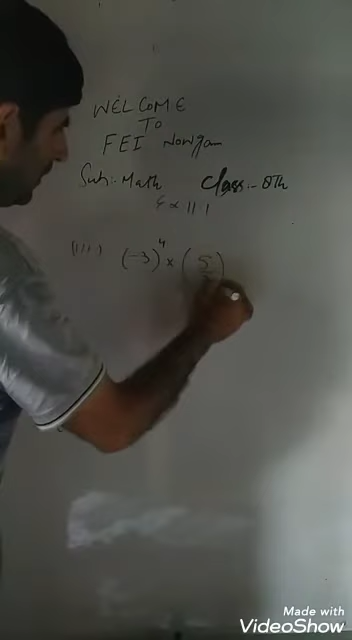 WELCOME
TO
FEI Nowgam
Sub:- Math Class:- 8Th
Ex 11.1
(iii) (-3)⁴ × (5
Made with
VideoShow